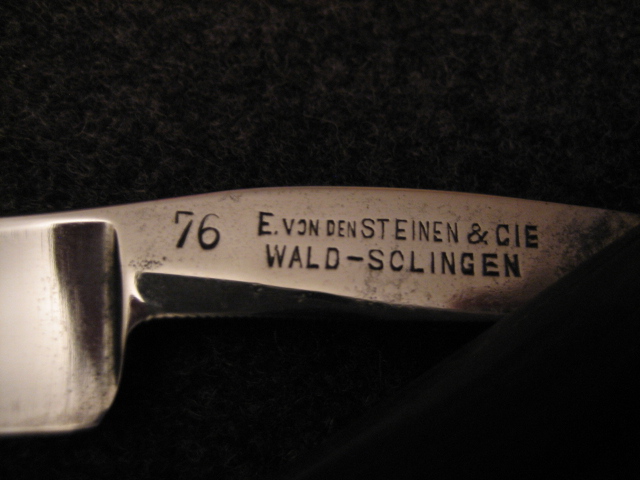 76 E. VON DEN STEINEN & CIE
WALD-SOLINGEN